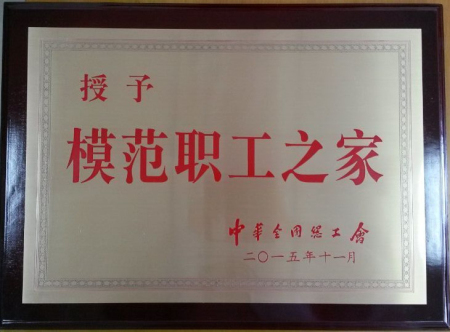 授予
模范职工之家
中华全国总工会
二〇一五年十一月